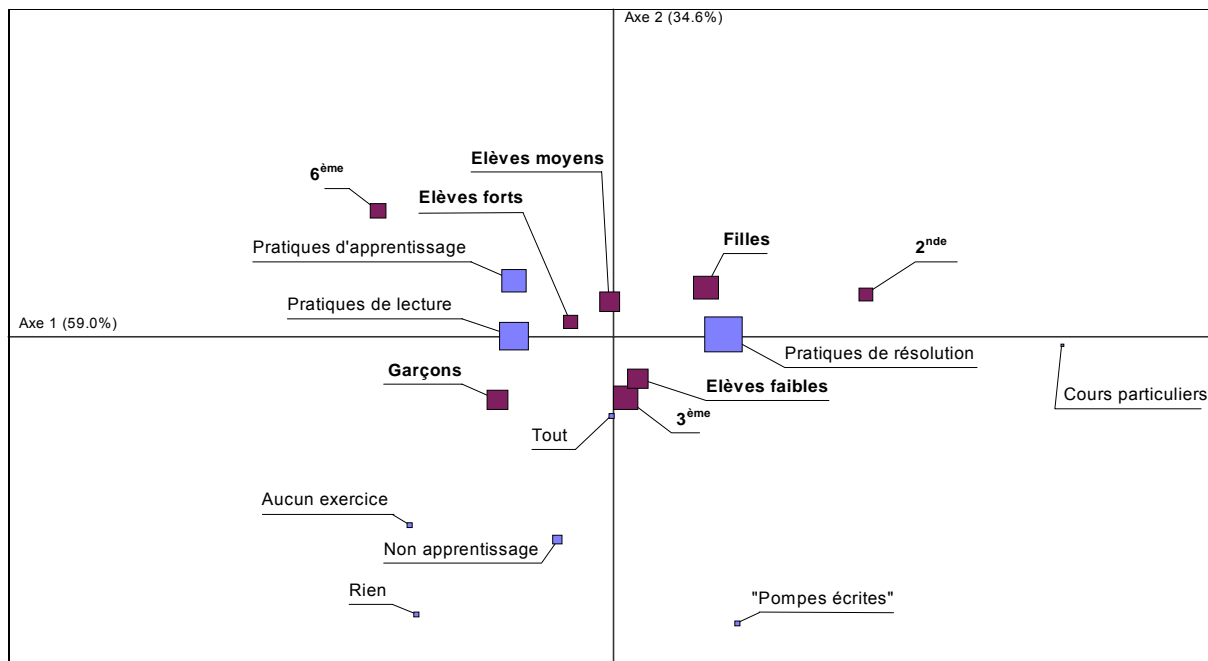 Axe 2 (34.6%)
Elèves moyens
6ème
Elèves forts
Filles
2nde
Pratiques d'apprentissage
Pratiques de lecture
Axe 1 (59.0%)
Pratiques de résolution
Garçons
Elèves faibles
Cours particuliers
3ème
Tout
Aucun exercice
Non apprentissage
Rien
"Pompes écrites"